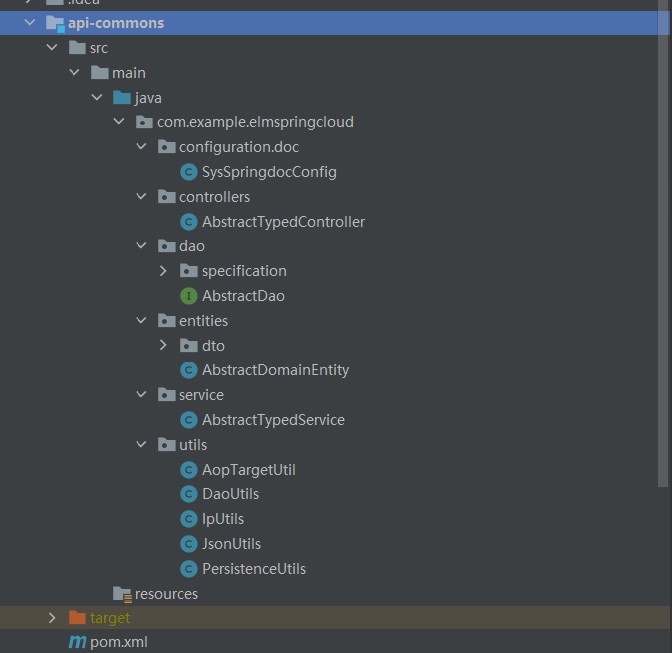 .idea
api-commons
src
main
java
com.example.elmspringcloud
configuration.doc
SysSpringdocConfig
controllers
AbstractTypedController
dao
specification
AbstractDao
entities
dto
AbstractDomainEntity
service
AbstractTypedService
utils
AopTargetUtil
DaoUtils
IpUtils
JsonUtils
PersistenceUtils
resources
target
pom.xml